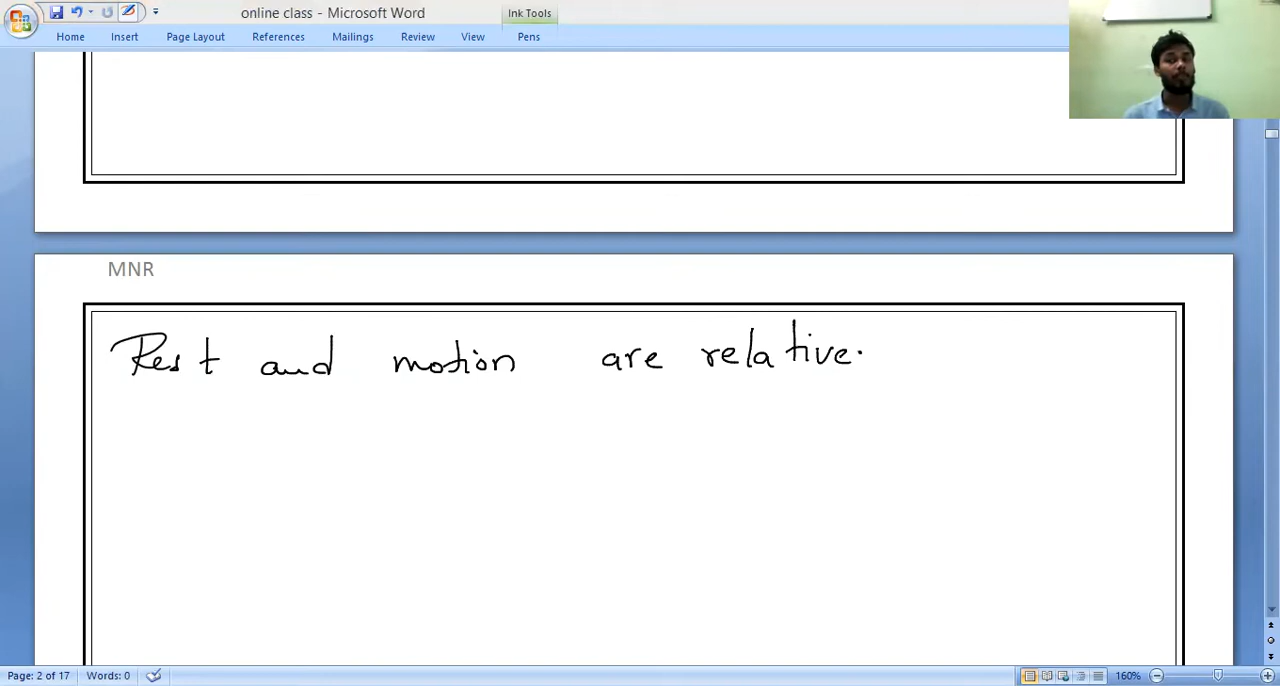 online class - Microsoft Word
Ink Tools
Home Insert Page Layout References Mailings Review View Pens
MNR
Rest and motion are relative.
Page: 2 of 17 Words: 0 160%